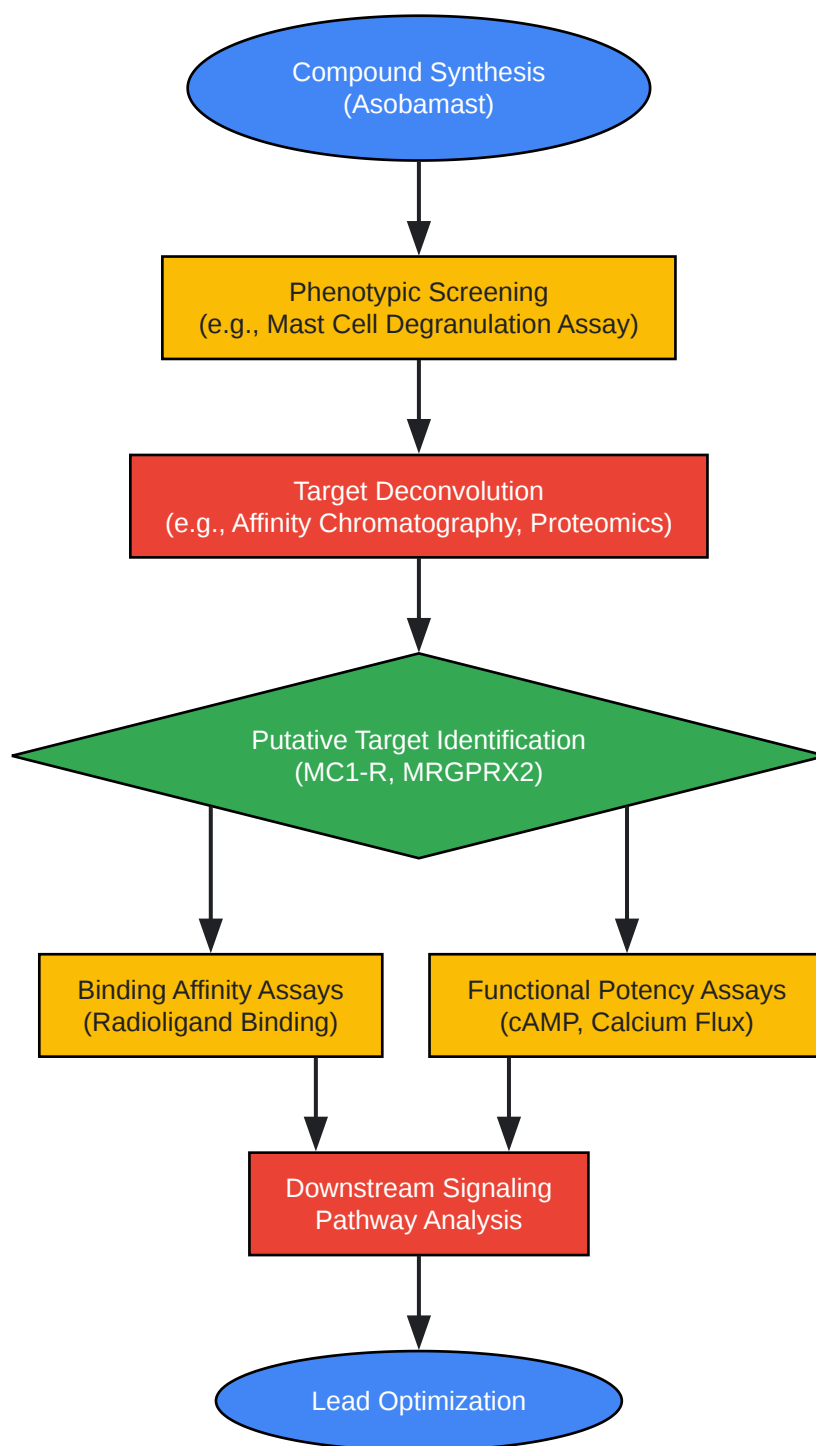 Compound Synthesis
(Asobamast)
Phenotypic Screening
(e.g., Mast Cell Degranulation Assay)
Target Deconvolution
(e.g., Affinity Chromatography, Proteomics)
Putative Target Identification
(MC1-R, MRGPRX2)
Binding Affinity Assays
(Radioligand Binding)
Functional Potency Assays
(cAMP, Calcium Flux)
Downstream Signaling
Pathway Analysis
Lead Optimization